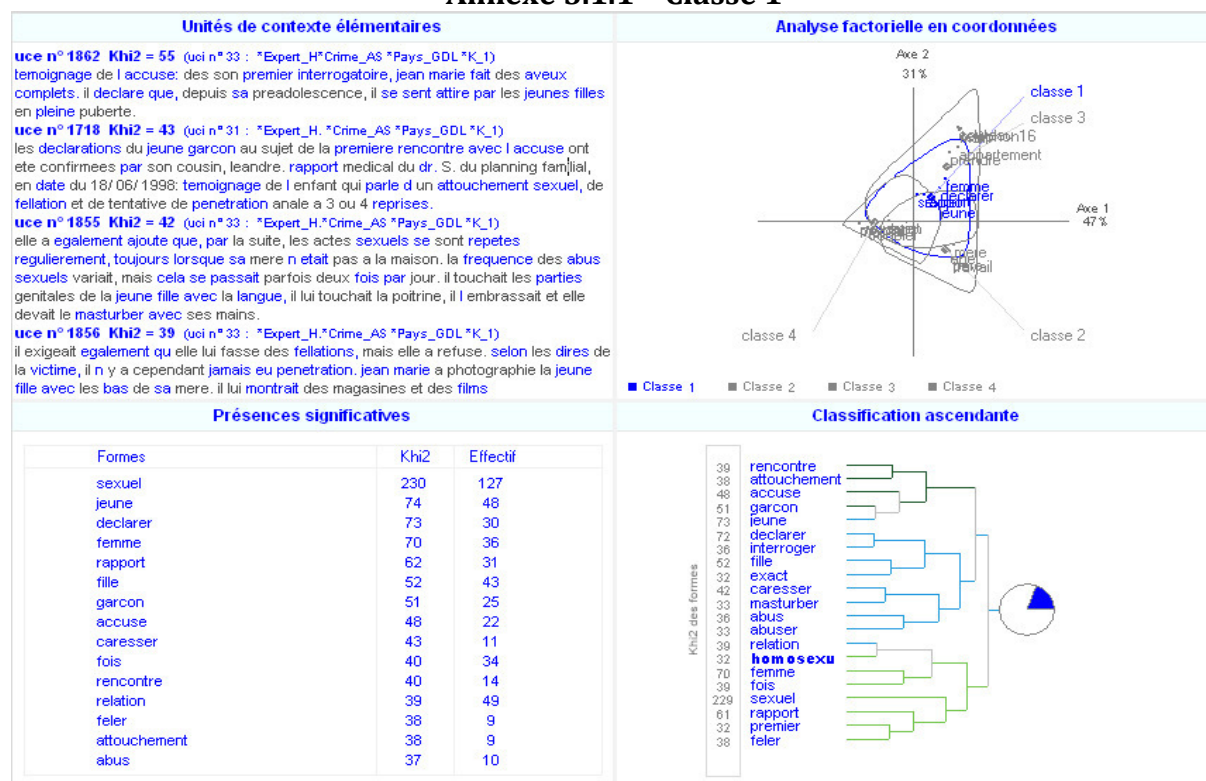 Annexe 5.1.1 – Classe 1
Unités de contexte élémentaires
uce n° 1862 Khi2 = 55 (uci n° 33 : *Expert_H*Crime_AS *Pays_GDL *K_1)
temoignage de l accuse: des son premier interrogatoire, jean marie fait des aveux
complets. il declare que, depuis sa preadolescence, il se sent attire par les jeunes filles
en pleine puberte.
uce n° 1718 Khi2 = 43 (uci n° 31 : *Expert_H. *Crime_AS *Pays_GDL *K_1)
les declarations du jeune garcon au sujet de la premiere rencontre avec l accuse ont
ete confirmees par son cousin, leandre. rapport medical du dr. S. du planning familial,
en date du 18/ 06/ 1998: temoignage de l enfant qui parle d un attouchement sexuel, de
fellation et de tentative de penetration anale a 3 ou 4 reprises.
uce n° 1855 Khi2 = 42 (uci n° 33 : *Expert_H.*Crime_AS *Pays_GDL *K_1)
elle a egalement ajoute que, par la suite, les actes sexuels se sont repetes
regulierement, toujours lorsque sa mere n etait pas a la maison. la frequence des abus
sexuels variait, mais cela se passait parfois deux fois par jour. il touchait les parties
genitales de la jeune fille avec la langue, il lui touchait la poitrine, il l embrassait et elle
devait le masturber avec ses mains.
uce n° 1856 Khi2 = 39 (uci n° 33 : *Expert_H.*Crime_AS *Pays_GDL *K_1)
il exigeait egalement qu elle lui fasse des fellations, mais elle a refuse. selon les dires de
la victime, il n y a cependant jamais eu penetration. jean marie a photographie la jeune
fille avec les bas de sa mere. il lui montrait des magasines et des films
Analyse factorielle en coordonnées
Axe 2
31 %
classe 1
classe 3
appartement
prendre
femme
declarer
jeune
Axe 1
47 %
mere
classe 4
classe 2
Classe 1 Classe 2 Classe 3 Classe 4
Présences significatives
Formes Khi2 Effectif
sexuel 230 127
jeune 74 48
declarer 73 30
femme 70 36
rapport 62 31
fille 52 43
garcon 51 25
accuse 48 22
caresser 43 11
fois 40 34
rencontre 40 14
relation 39 49
feler 38 9
attouchement 38 9
abus 37 10
Classification ascendante
Khi2 des formes
39 rencontre
38 attouchement
48 accuse
51 garcon
73 jeune
72 declarer
36 interroger
52 fille
32 exact
42 caresser
33 masturber
36 abus
33 abuser
39 relation
32 homosexu
70 femme
39 fois
229 sexuel
61 rapport
32 premier
38 feler